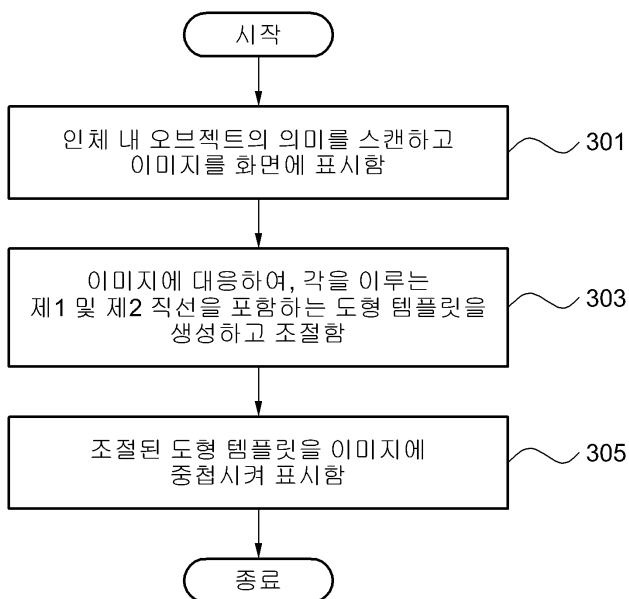 시작
인체 내 오브젝트의 의미를 스캔하고
이미지를 화면에 표시함
301
이미지에 대응하여, 각을 이루는
제1 및 제2 직선을 포함하는 도형 템플릿을
생성하고 조절함
303
조절된 도형 템플릿을 이미지에
중첩시켜 표시함
305
종료